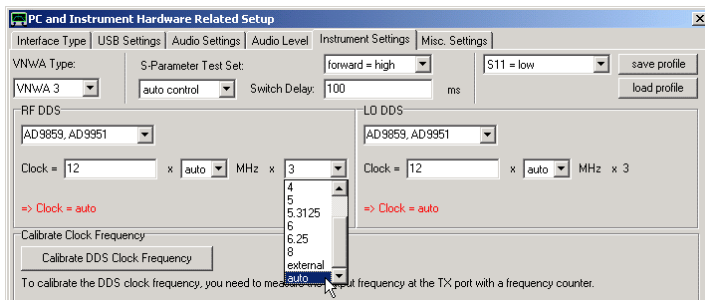 PC and Instrument Hardware Related Setup
Interface Type USB Settings Audio Settings Audio Level Instrument Settings Misc. Settings
VNWA Type: S-Parameter Test Set: forward = high S11 = low save profile
VNWA 3 auto control Switch Delay: 100 ms load profile
RF DDS LO DDS
AD9859, AD9951 AD9859, AD9951
Clock = 12 x auto MHz x 3 Clock = 12 x auto MHz x 3
4
5
5.3125
=> Clock = auto => Clock = auto
6
6.25
Calibrate Clock Frequency
8
Calibrate DDS Clock Frequency
external
auto
To calibrate the DDS clock frequency, you need to mea put frequency at the TX port with a frequency counter.